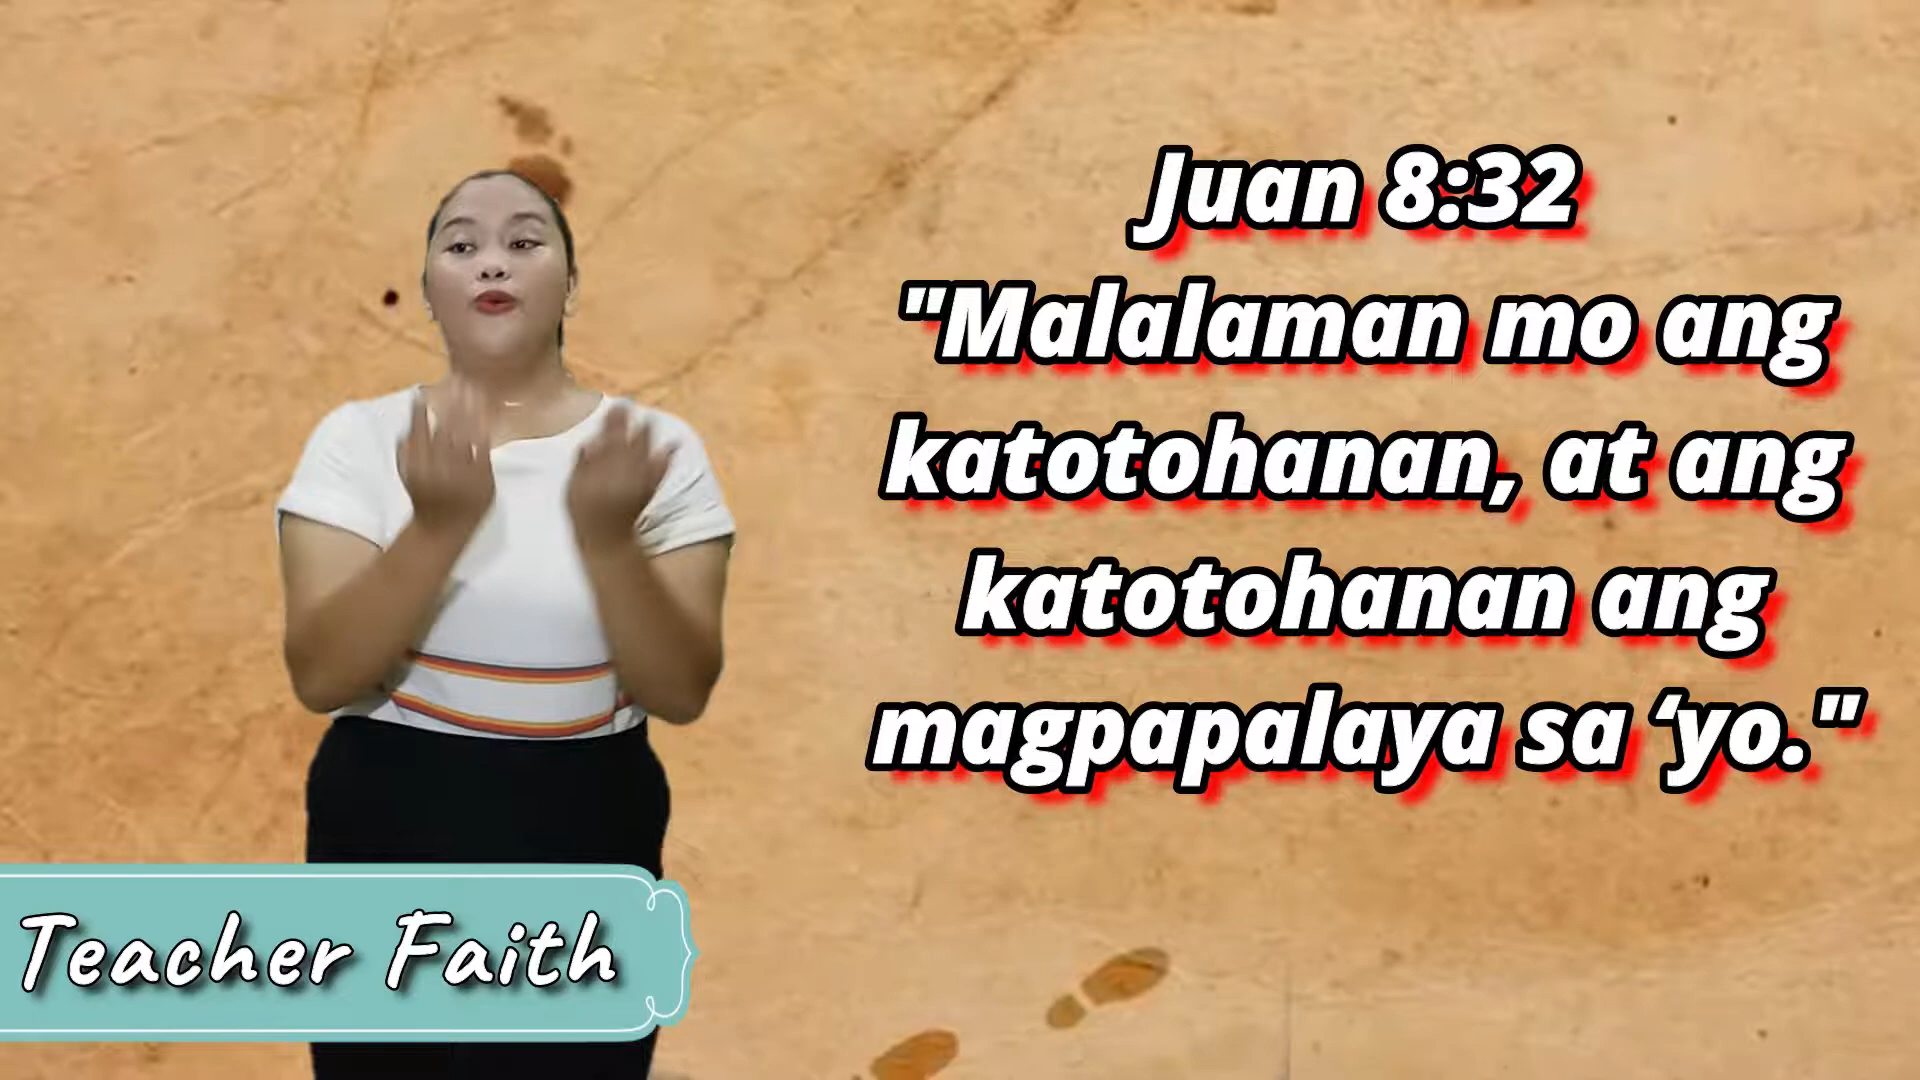 Juan 8:32
"Malalaman mo ang
katotohanan, at ang
katotohanan ang
magpapalaya sa ‘yo."
Teacher Faith